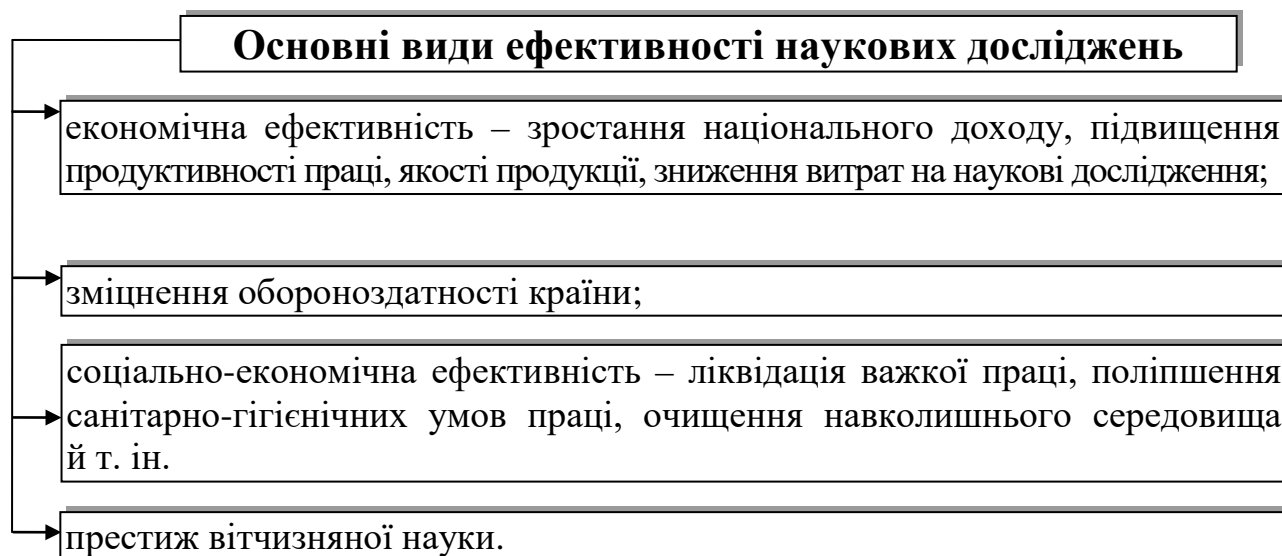 Основні види ефективності наукових досліджень
економічна ефективність – зростання національного доходу, підвищення
продуктивності праці, якості продукції, зниження витрат на наукові дослідження;
зміцнення обороноздатності країни;
соціально-економічна ефективність – ліквідація важкої праці, поліпшення
санітарно-гігієнічних умов праці, очищення навколишнього середовища
й т. ін.
престиж вітчизняної науки.